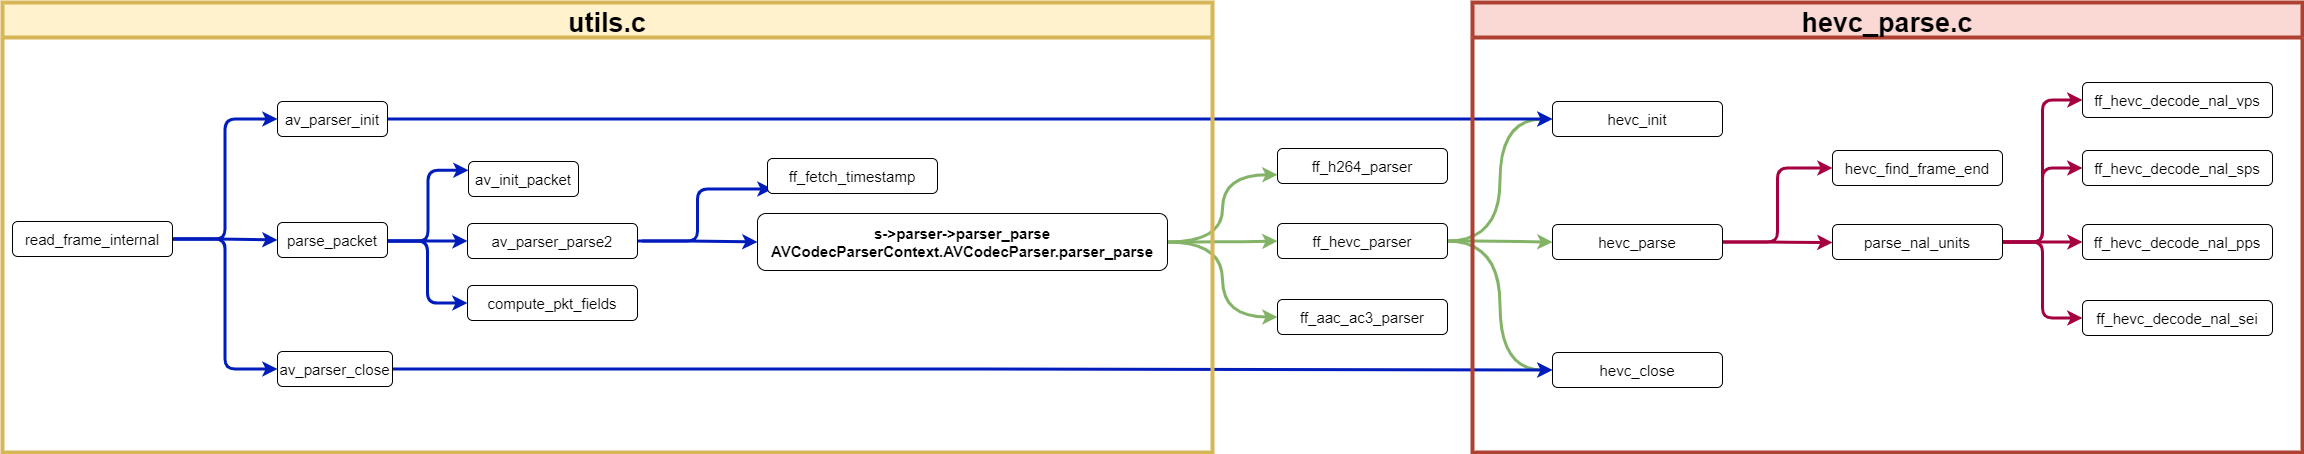 utils.c
hevc_parse.c
read_frame_internal
av_parser_init
parse_packet
av_parser_close
av_init_packet
av_parser_parse2
compute_pkt_fields
ff_fetch_timestamp
s->parser->parser_parse
AVCodecParserContext.AVCodecParser.parser_parse
ff_h264_parser
ff_hevc_parser
ff_aac_ac3_parser
hevc_init
hevc_parse
hevc_close
hevc_find_frame_end
parse_nal_units
ff_hevc_decode_nal_vps
ff_hevc_decode_nal_sps
ff_hevc_decode_nal_pps
ff_hevc_decode_nal_sei